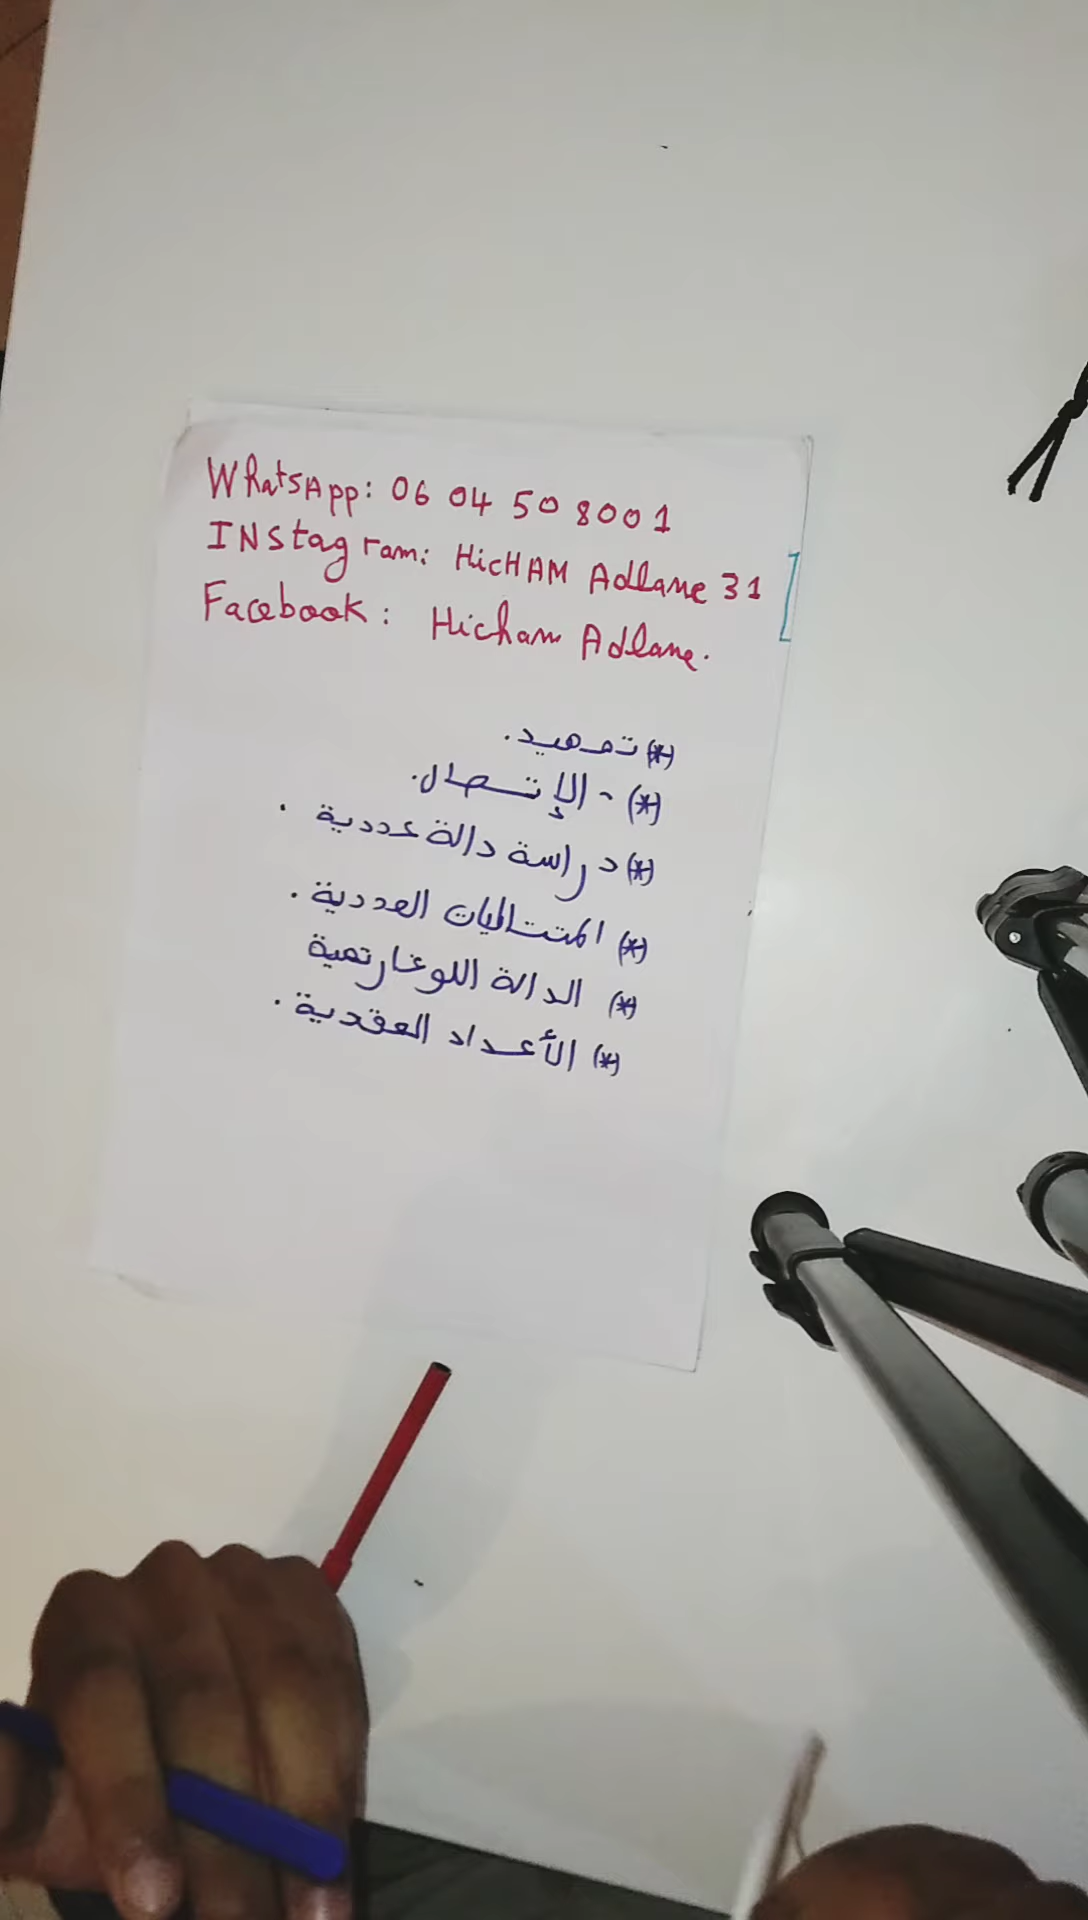 WhatsApp: 06 04 50 8001
INstagram: HicHAM Adlane 31
Facebook: Hicham Adlane.
(*) تمهيد.
(*) - الإتصال.
(*) دراسة دالة عددية.
(*) المتتاليات العددية.
(*) الدالة اللوغارتمية
(*) الأعداد العقدية.